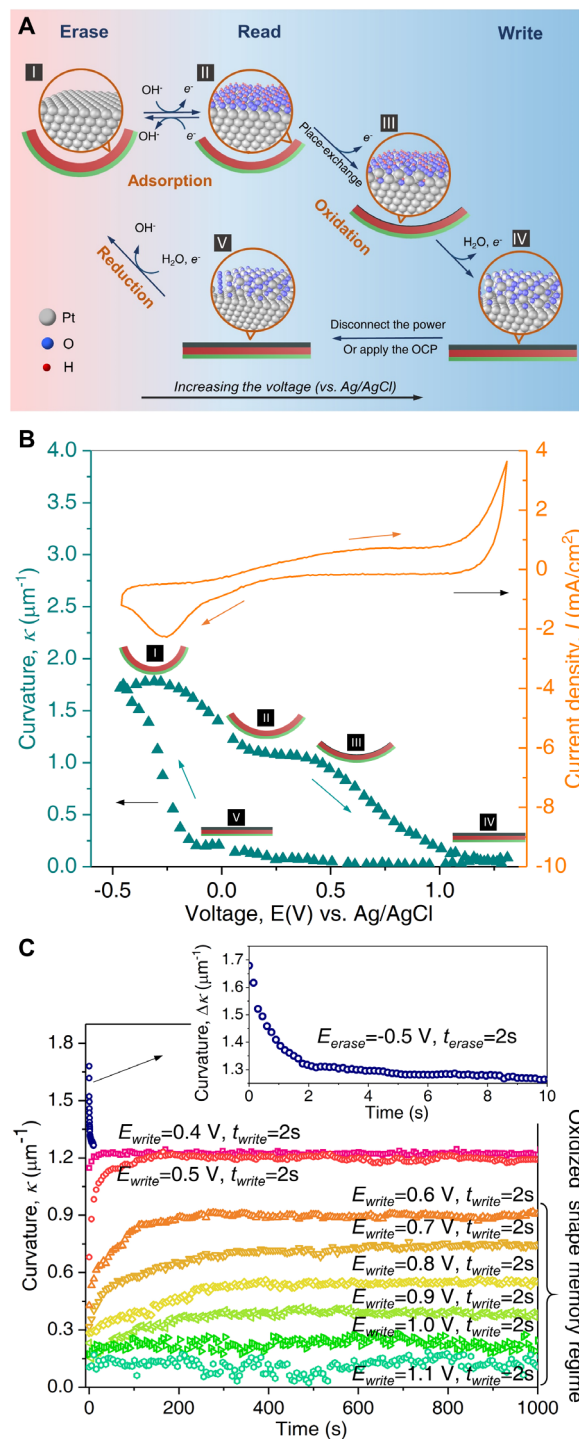 A
Erase Read Write
I
II
OH⁻ e⁻
OH⁻ e⁻
III
Adsorption
Place-exchange
e⁻
Oxidation
IV
H₂O, e⁻
V
OH⁻
H₂O, e⁻
Reduction
Pt
O
H
Disconnect the power
Or apply the OCP
Increasing the voltage (vs. Ag/AgCl)
B
Curvature, κ (μm⁻¹)
4.0
3.5
3.0
2.5
2.0
1.5
1.0
0.5
0.0
4
2
0
-2
-4
-6
-8
-10
Current density, I (mA/cm²)
I
II
III
V
IV
-0.5 0.0 0.5 1.0
Voltage, E(V) vs. Ag/AgCl
C
Curvature, Δκ (μm⁻¹)
1.7
1.6
1.5
1.4
1.3
E_erase=-0.5 V, t_erase=2s
0 2 4 6 8 10
Time (s)
Curvature, κ (μm⁻¹)
1.8
1.5
1.2
0.9
0.6
0.3
0.0
E_write=0.4 V, t_write=2s
E_write=0.5 V, t_write=2s
E_write=0.6 V, t_write=2s
E_write=0.7 V, t_write=2s
E_write=0.8 V, t_write=2s
E_write=0.9 V, t_write=2s
E_write=1.0 V, t_write=2s
E_write=1.1 V, t_write=2s
Oxidized shape memory regime
0 200 400 600 800 1000
Time (s)